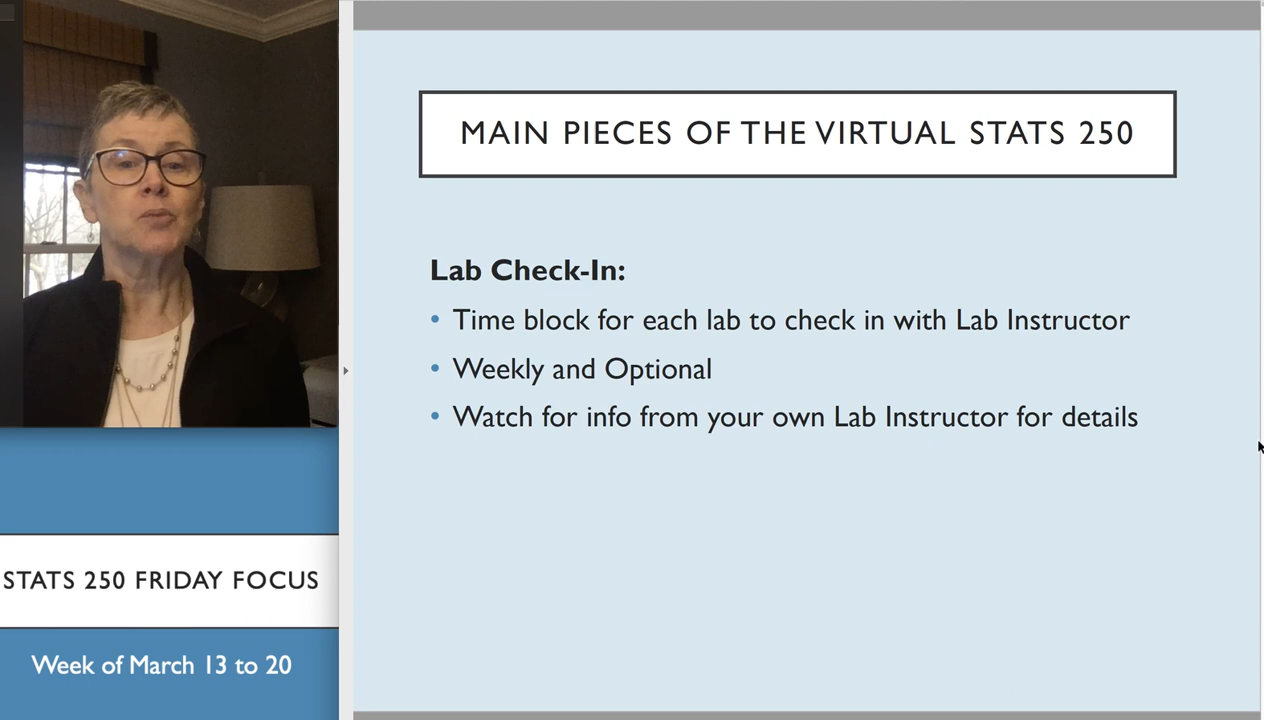 MAIN PIECES OF THE VIRTUAL STATS 250
Lab Check-In:
• Time block for each lab to check in with Lab Instructor
• Weekly and Optional
• Watch for info from your own Lab Instructor for details
STATS 250 FRIDAY FOCUS
Week of March 13 to 20